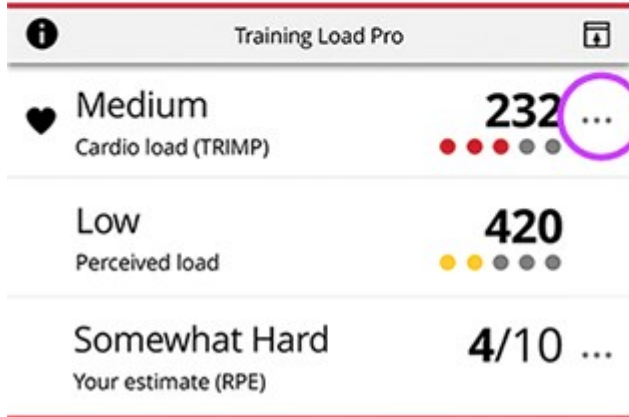 Training Load Pro
Medium 232 ...
Cardio load (TRIMP)
Low 420
Perceived load
Somewhat Hard 4/10 ...
Your estimate (RPE)